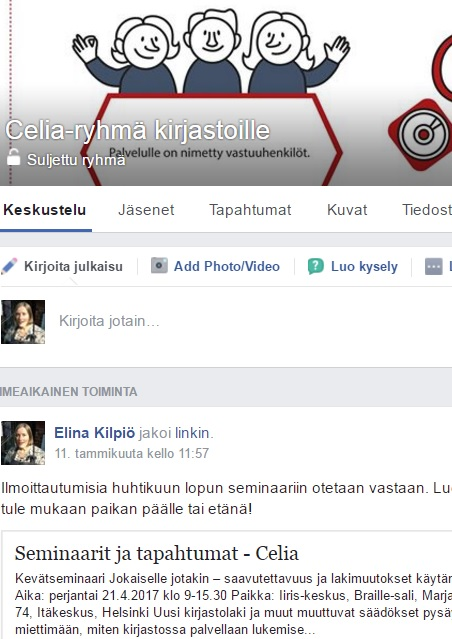 Palvelulle on nimetty vastuuhenkilöt.
Celia-ryhmä kirjastoille
Suljettu ryhmä
Keskustelu Jäsenet Tapahtumat Kuvat Tiedost
Kirjoita julkaisu Add Photo/Video Luo kysely
Kirjoita jotain...
IMEAIKAINEN TOIMINTA
Elina Kilpiö jakoi linkin.
11. tammikuuta kello 11:57
Ilmoittautumisia huhtikuun lopun seminaariin otetaan vastaan. Lu
tule mukaan paikan päälle tai etänä!
Seminaarit ja tapahtumat - Celia
Kevätseminaari Jokaiselle jotakin – saavutettavuus ja lakimuutokset käytän
Aika: perjantai 21.4.2017 klo 9-15.30 Paikka: Iiris-keskus, Braille-sali, Marja
74, Itäkeskus, Helsinki Uusi kirjastolaki ja muut muuttuvat säädökset pysäy
miettimään, miten kirjastossa palvellaan lukemise...